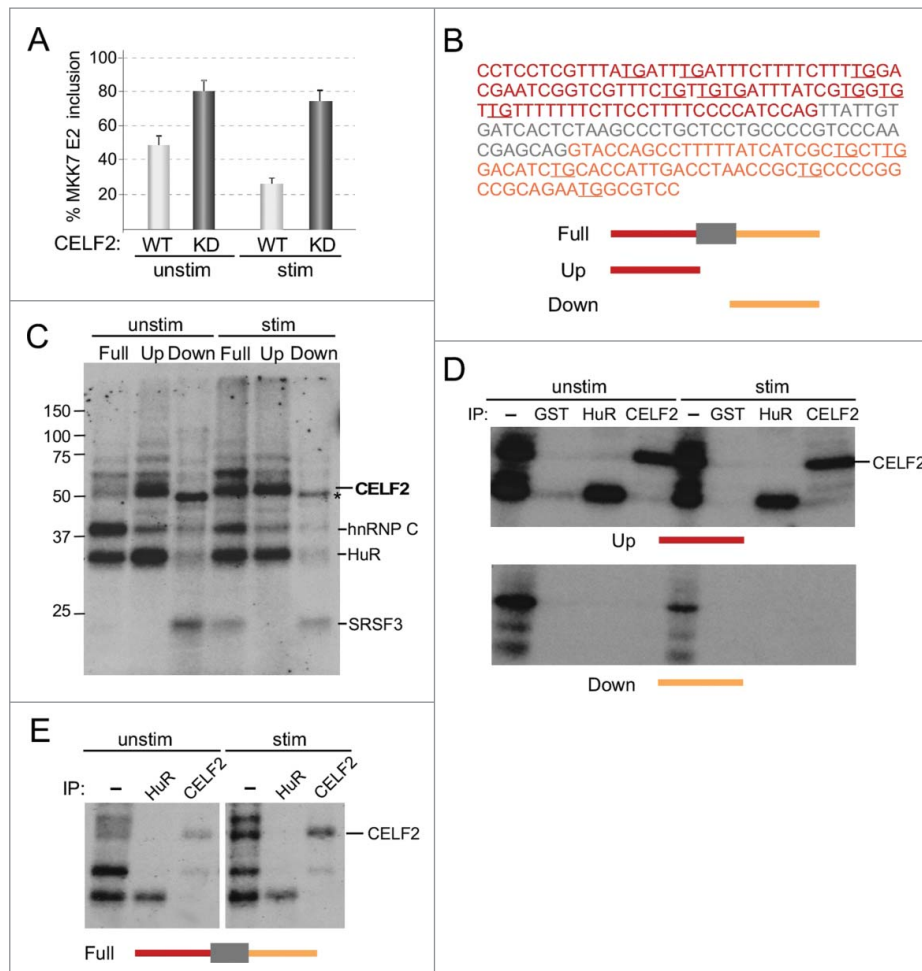 A
% MKK7 E2 inclusion
100
80
60
40
20
CELF2: WT KD WT KD
unstim stim
B
CCTCCTCGTTTATGATTTGATTTCTTTTCTTTTGGA
CGAATCGGTCGTTTCTGTTGTGATTTATCGTGGTG
TTGTTTTTTTCTTCCTTTTCCCCATCCAGTTATTGT
GATCACTCTAAGCCCTGCTCCTGCCCCGTCCCAA
CGAGCAGGTACCAGCCTTTTTATCATCGCTGCTTG
GACATCTGCACCATTGACCTAACCGCTGCCCCGG
CCGCAGAATGGCGTCC
Full
Up
Down
C
unstim stim
Full Up Down Full Up Down
150
100
75
50
37
25
CELF2
*
hnRNP C
HuR
SRSF3
D
unstim stim
IP: – GST HuR CELF2 – GST HuR CELF2
CELF2
Up
Down
E
unstim stim
IP: – HuR CELF2 – HuR CELF2
CELF2
Full